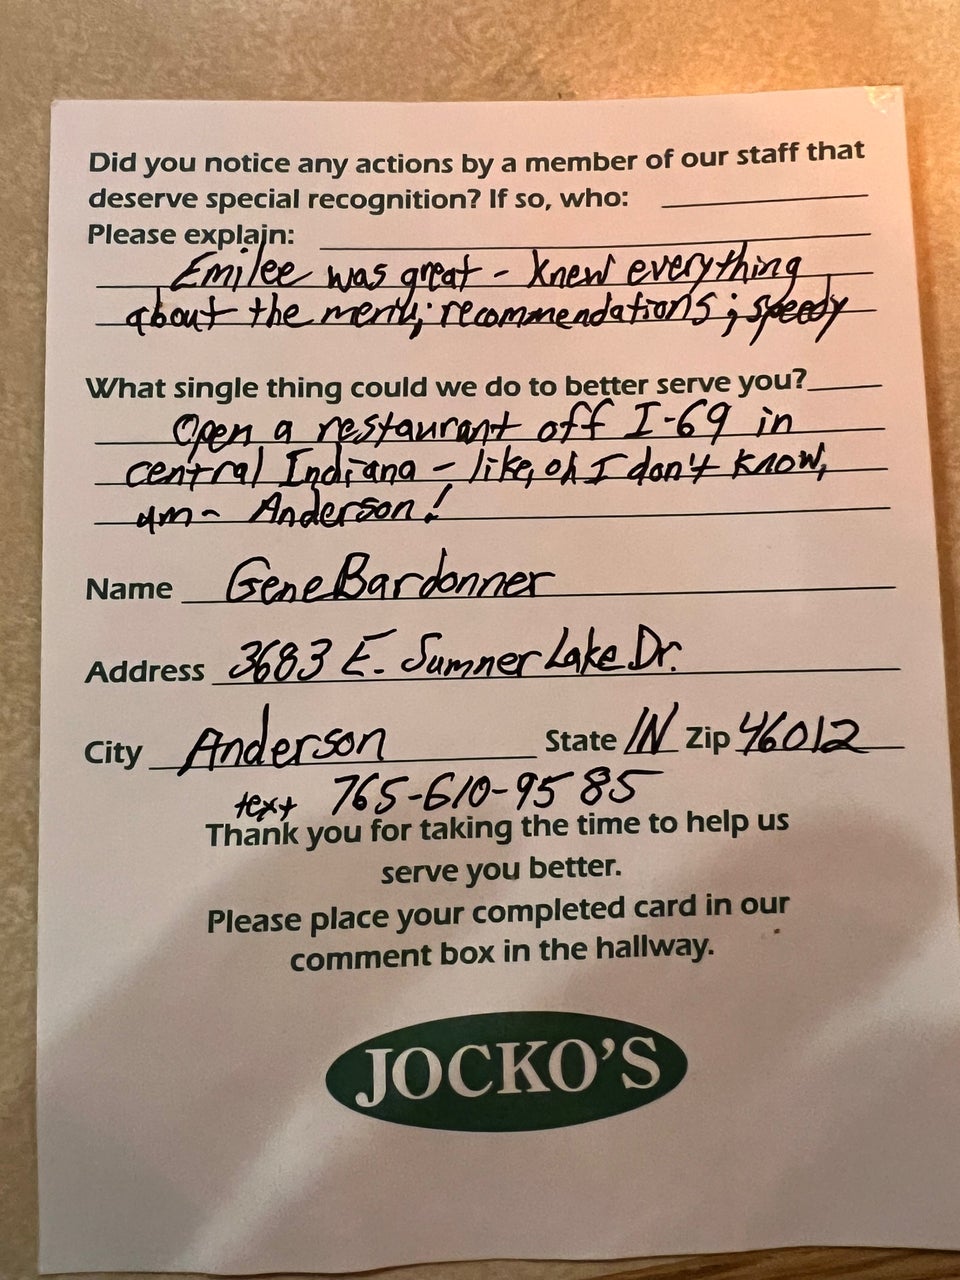 Did you notice any actions by a member of our staff that
deserve special recognition? If so, who:
Please explain:
Emilee was great - knew everything
about the menu; recommendations; speedy
What single thing could we do to better serve you?
Open a restaurant off I-69 in
central Indiana - like, oh I don't know,
um - Anderson!
Name Gene Bardonner
Address 3683 E. Sumner Lake Dr.
City Anderson State IN Zip 46012
text 765-610-9585
Thank you for taking the time to help us
serve you better.
Please place your completed card in our
comment box in the hallway.
JOCKO'S